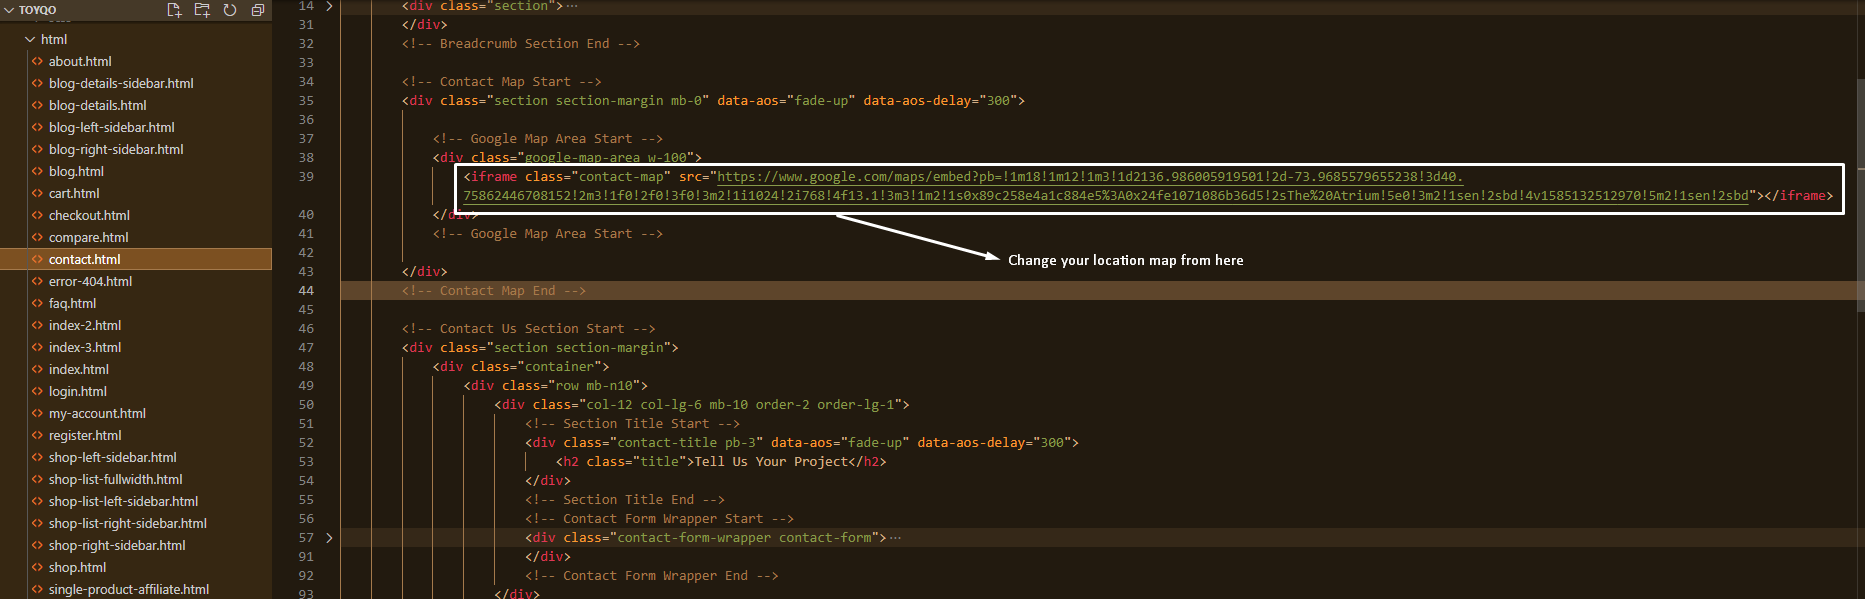 TOYQO
html
about.html
blog-details-sidebar.html
blog-details.html
blog-left-sidebar.html
blog-right-sidebar.html
blog.html
cart.html
checkout.html
compare.html
contact.html
error-404.html
faq.html
index-2.html
index-3.html
index.html
login.html
my-account.html
register.html
shop-left-sidebar.html
shop-list-fullwidth.html
shop-list-left-sidebar.html
shop-list-right-sidebar.html
shop-right-sidebar.html
shop.html
single-product-affiliate.html
14 <div class="section">···
31 </div>
32 <!-- Breadcrumb Section End -->
33
34 <!-- Contact Map Start -->
35 <div class="section section-margin mb-0" data-aos="fade-up" data-aos-delay="300">
36
37 <!-- Google Map Area Start -->
38 <div class="google-map-area w-100">
39 <iframe class="contact-map" src="https://www.google.com/maps/embed?pb=!1m18!1m12!1m3!1d2136.986005919501!2d-73.9685579655238!3d40.
75862446708152!2m3!1f0!2f0!3f0!3m2!1i1024!2i768!4f13.1!3m3!1m2!1s0x89c258e4a1c884e5%3A0x24fe1071086b36d5!2sThe%20Atrium!5e0!3m2!1sen!2sbd!4v1585132512970!5m2!1sen!2sbd"></iframe>
40 </div>
41 <!-- Google Map Area Start -->
42
Change your location map from here
43 </div>
44 <!-- Contact Map End -->
45
46 <!-- Contact Us Section Start -->
47 <div class="section section-margin">
48 <div class="container">
49 <div class="row mb-n10">
50 <div class="col-12 col-lg-6 mb-10 order-2 order-lg-1">
51 <!-- Section Title Start -->
52 <div class="contact-title pb-3" data-aos="fade-up" data-aos-delay="300">
53 <h2 class="title">Tell Us Your Project</h2>
54 </div>
55 <!-- Section Title End -->
56 <!-- Contact Form Wrapper Start -->
57 <div class="contact-form-wrapper contact-form">···
91 </div>
92 <!-- Contact Form Wrapper End -->
93 </div>